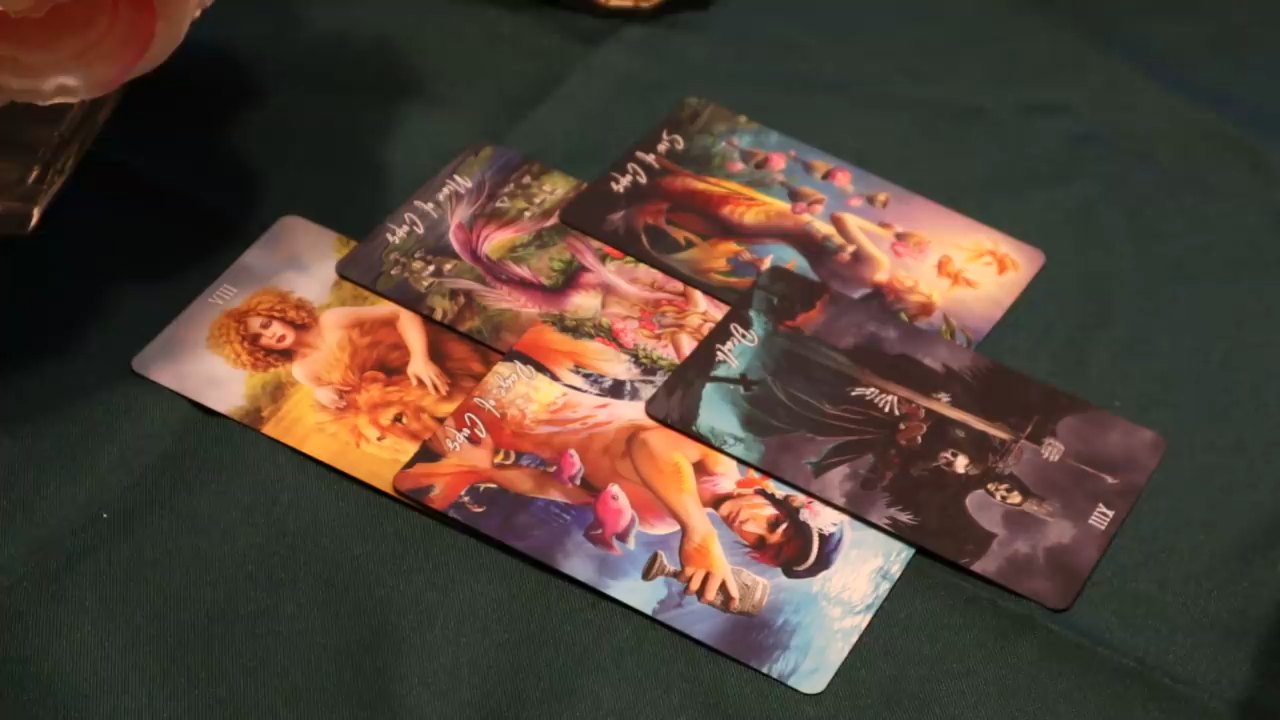 Six of Cups
Nine of Cups
VIII
Page of Cups
Death
XIII